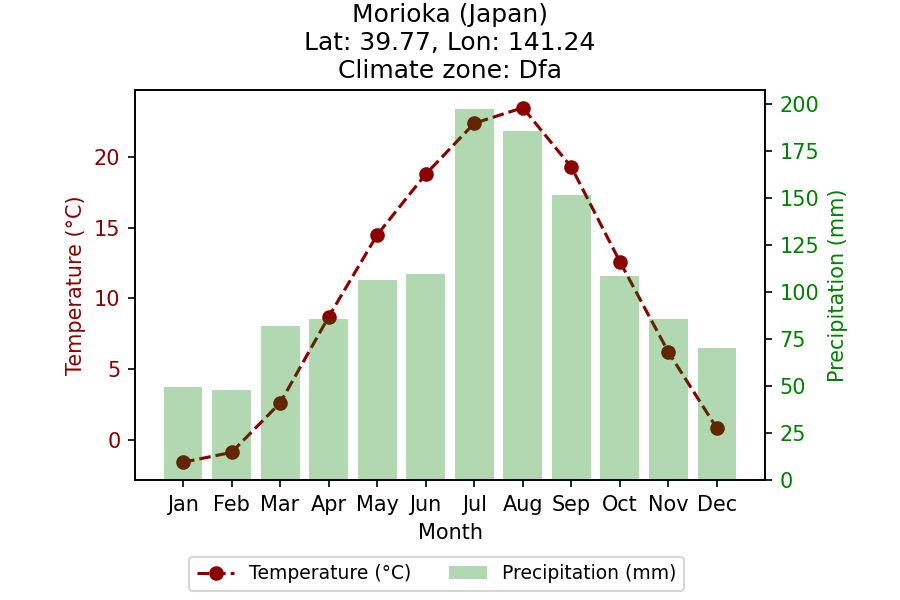 Morioka (Japan)
Lat: 39.77, Lon: 141.24
Climate zone: Dfa
Temperature (°C)
20
15
10
5
0
200
175
150
125
100
75
50
25
0
Precipitation (mm)
Jan Feb Mar Apr May Jun Jul Aug Sep Oct Nov Dec
Month
Temperature (°C) Precipitation (mm)